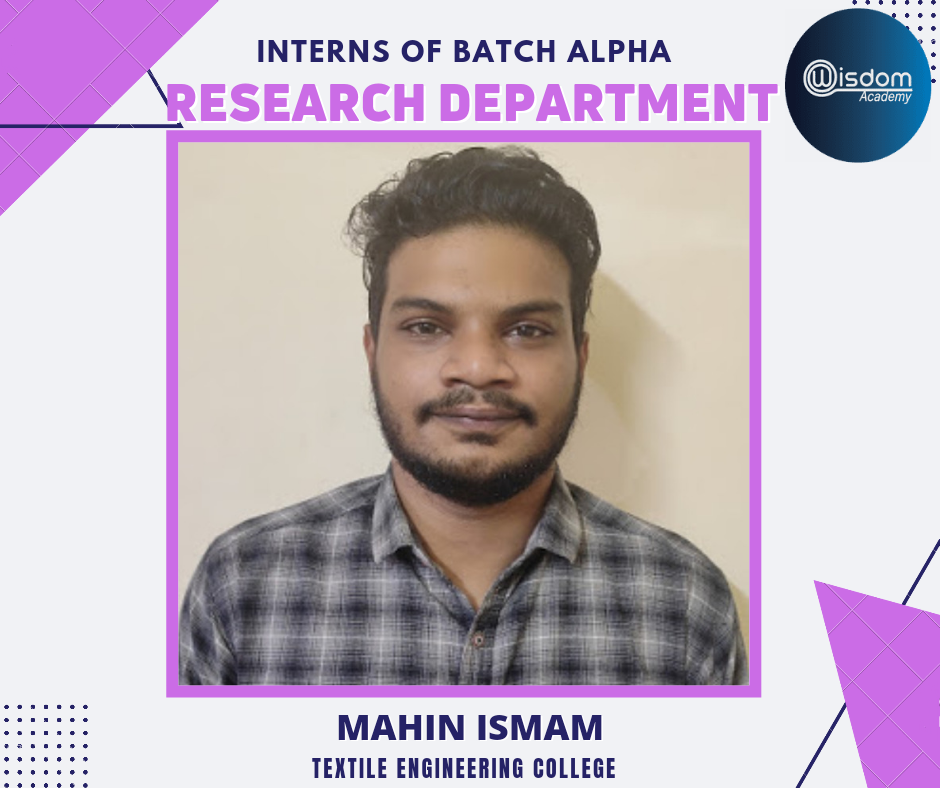 INTERNS OF BATCH ALPHA
RESEARCH DEPARTMENT
@Wisdom
Academy
MAHIN ISMAM
TEXTILE ENGINEERING COLLEGE